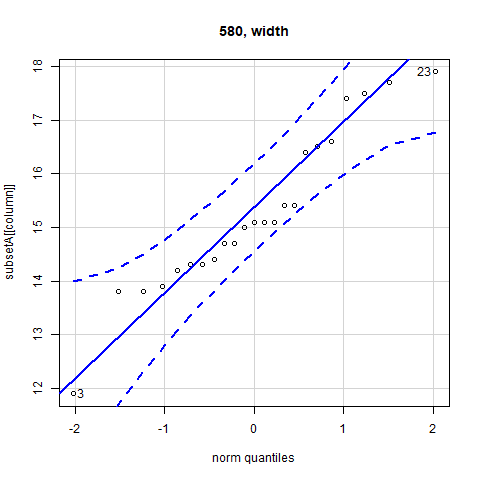 580, width
subsetA[[column]]
18
17
16
15
14
13
12
23
3
-2 -1 0 1 2
norm quantiles